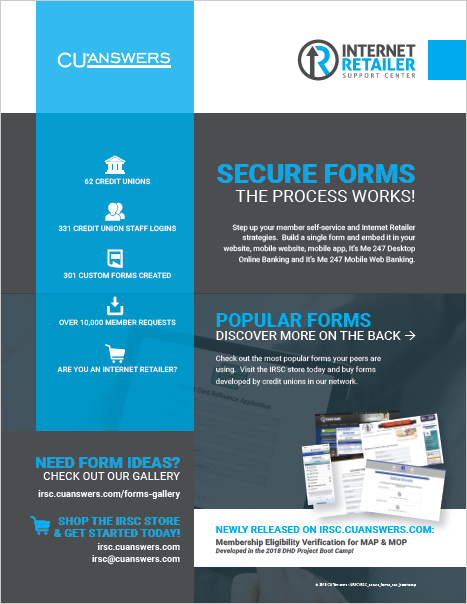 CU*ANSWERS
INTERNET
RETAILER
SUPPORT CENTER
62 CREDIT UNIONS
331 CREDIT UNION STAFF LOGINS
301 CUSTOM FORMS CREATED
OVER 10,000 MEMBER REQUESTS
ARE YOU AN INTERNET RETAILER?
SECURE FORMS
THE PROCESS WORKS!
Step up your member self-service and Internet Retailer
strategies. Build a single form and embed it in your
website, mobile website, mobile app, It's Me 247 Desktop
Online Banking and It's Me 247 Mobile Web Banking.
POPULAR FORMS
DISCOVER MORE ON THE BACK →
Check out the most popular forms your peers are
using. Visit the IRSC store today and buy forms
developed by credit unions in our network.
Card Refinance Application
NEED FORM IDEAS?
CHECK OUT OUR GALLERY
irsc.cuanswers.com/forms-gallery
SHOP THE IRSC STORE
& GET STARTED TODAY!
irsc.cuanswers.com
irsc@cuanswers.com
NEWLY RELEASED ON IRSC.CUANSWERS.COM:
Membership Eligibility Verification for MAP & MOP
Developed in the 2018 DHD Project Boot Camp!